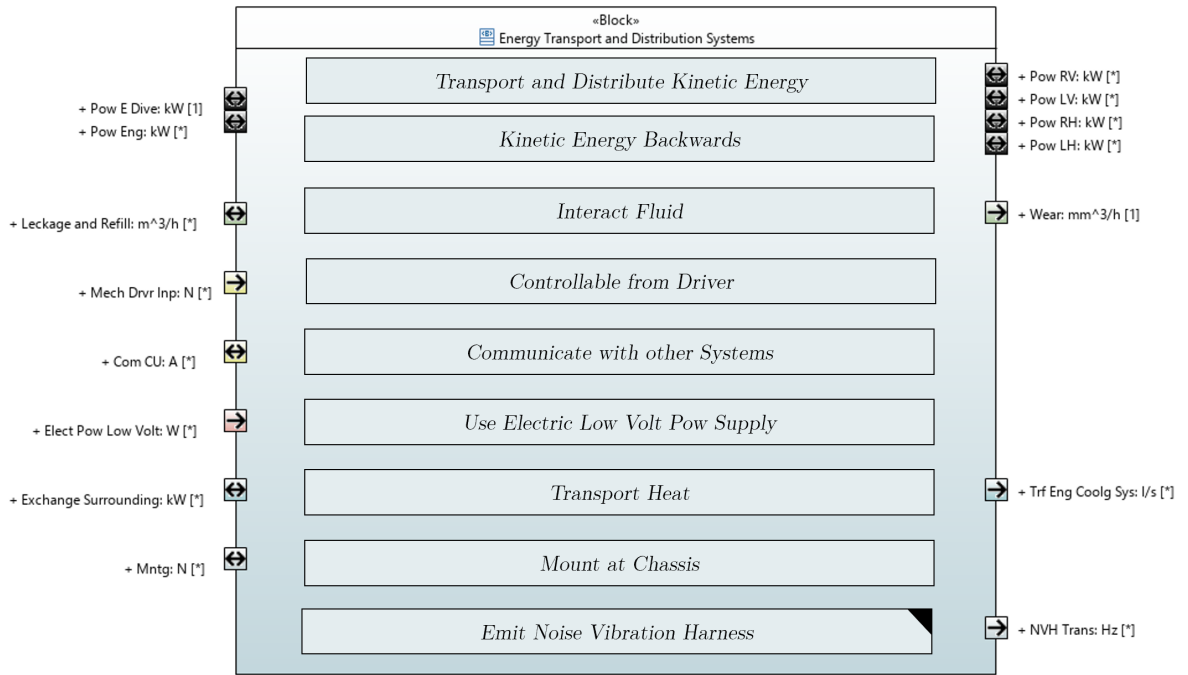 «Block»
Energy Transport and Distribution Systems
Transport and Distribute Kinetic Energy
+ Pow E Dive: kW [1]
+ Pow Eng: kW [*]
+ Pow RV: kW [*]
+ Pow LV: kW [*]
+ Pow RH: kW [*]
+ Pow LH: kW [*]
Kinetic Energy Backwards
+ Leckage and Refill: m^3/h [*]
Interact Fluid
+ Wear: mm^3/h [1]
+ Mech Drvr Inp: N [*]
Controllable from Driver
+ Com CU: A [*]
Communicate with other Systems
+ Elect Pow Low Volt: W [*]
Use Electric Low Volt Pow Supply
+ Exchange Surrounding: kW [*]
Transport Heat
+ Trf Eng Coolg Sys: l/s [*]
+ Mntg: N [*]
Mount at Chassis
Emit Noise Vibration Harness
+ NVH Trans: Hz [*]